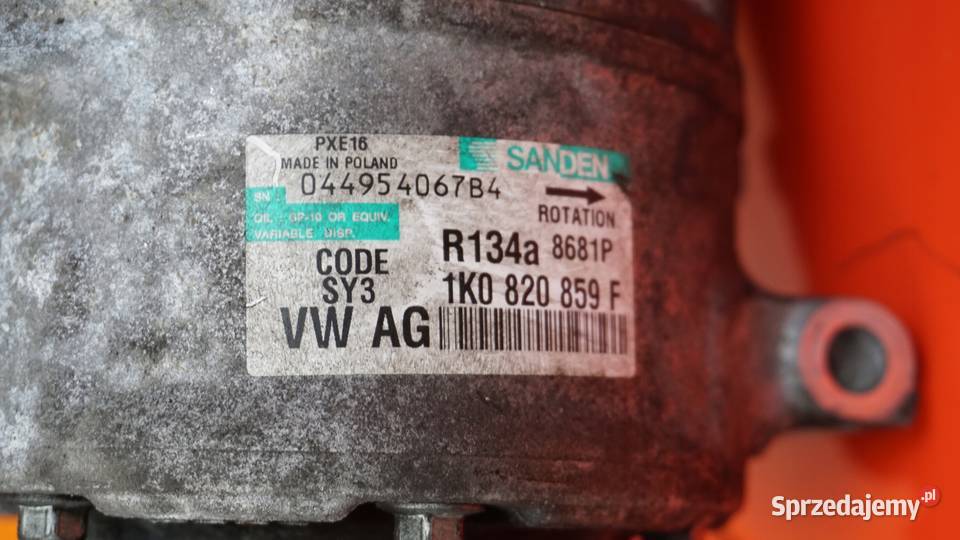 PXE16
MADE IN POLAND
SANDEN
SN : 044954067B4
ROTATION
OIL : SP-10 OR EQUIV.
VARIABLE DISP.
R134a 8681P
CODE
SY3
1K0 820 859 F
VW AG
Sprzedajemy.pl